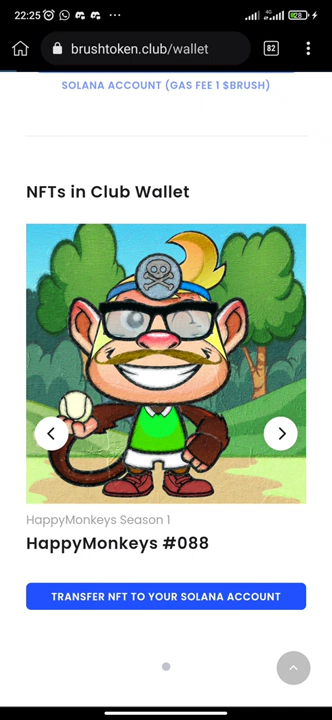 22:25
4G
28
brushtoken.club/wallet
82
SOLANA ACCOUNT (GAS FEE 1 $BRUSH)
NFTs in Club Wallet
HappyMonkeys Season 1
HappyMonkeys #088
TRANSFER NFT TO YOUR SOLANA ACCOUNT